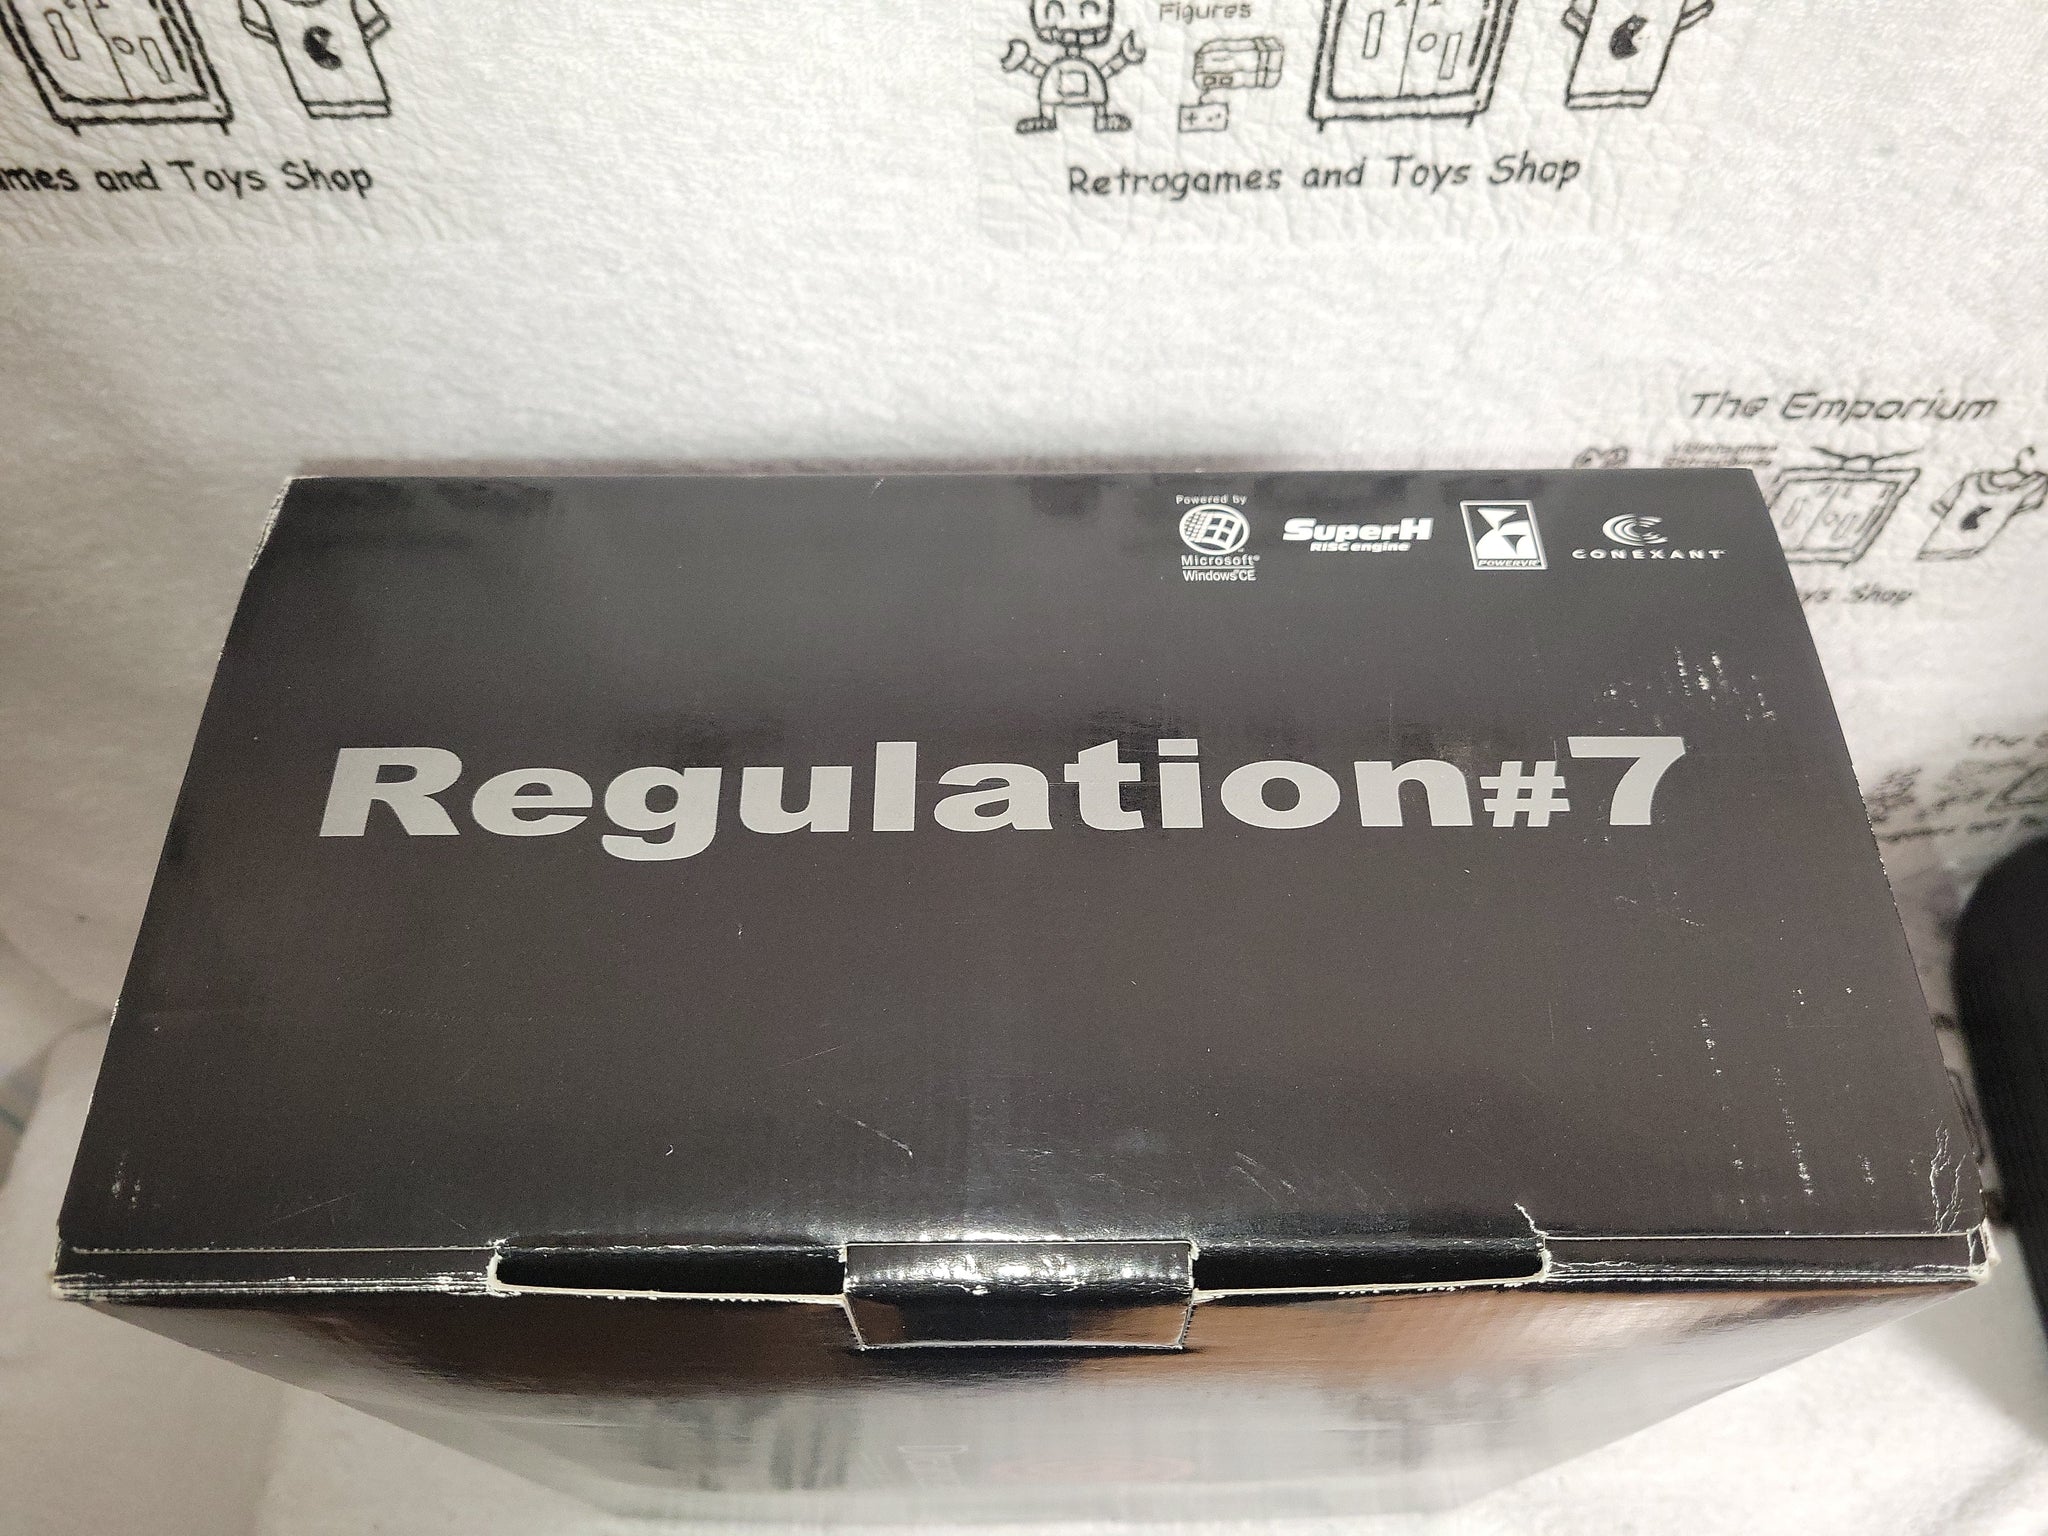 Figures
mes and Toys Shop
Retrogames and Toys Shop
The Emporium
ys Shop
Powered by
Microsoft®
Windows CE
SuperH
RISC engine
POWERVR
CONEXANT
Regulation#7